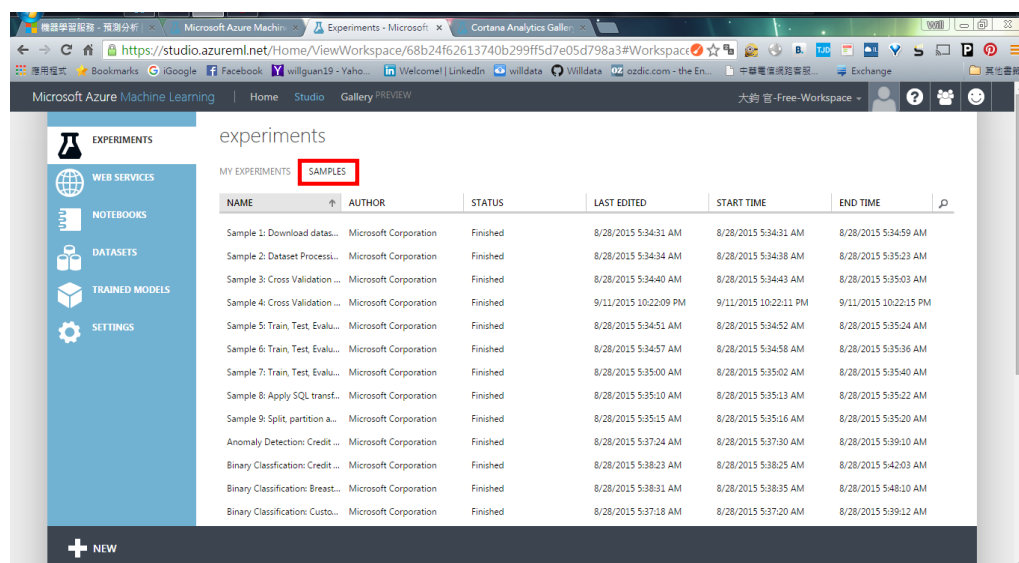 機器學習服務 - 預測分析 Microsoft Azure Machin Experiments - Microsoft Cortana Analytics Gallery Will
https://studio.azureml.net/Home/ViewWorkspace/68b24f62613740b299ff5d7e05d798a3#Workspace
應用程式 Bookmarks iGoogle Facebook willguan19 - Yaho... Welcome! | LinkedIn willdata Willdata ozdic.com - the En... 中華電信網路客服... Exchange 其他書籤
Microsoft Azure Machine Learning | Home Studio Gallery PREVIEW 大鈞 官-Free-Workspace
EXPERIMENTS
WEB SERVICES
NOTEBOOKS
DATASETS
TRAINED MODELS
SETTINGS
experiments
MY EXPERIMENTS SAMPLES
NAME AUTHOR STATUS LAST EDITED START TIME END TIME
Sample 1: Download datas... Microsoft Corporation Finished 8/28/2015 5:34:31 AM 8/28/2015 5:34:31 AM 8/28/2015 5:34:59 AM
Sample 2: Dataset Processi... Microsoft Corporation Finished 8/28/2015 5:34:34 AM 8/28/2015 5:34:38 AM 8/28/2015 5:35:23 AM
Sample 3: Cross Validation ... Microsoft Corporation Finished 8/28/2015 5:34:40 AM 8/28/2015 5:34:43 AM 8/28/2015 5:35:03 AM
Sample 4: Cross Validation ... Microsoft Corporation Finished 9/11/2015 10:22:09 PM 9/11/2015 10:22:11 PM 9/11/2015 10:22:15 PM
Sample 5: Train, Test, Evalu... Microsoft Corporation Finished 8/28/2015 5:34:51 AM 8/28/2015 5:34:52 AM 8/28/2015 5:35:24 AM
Sample 6: Train, Test, Evalu... Microsoft Corporation Finished 8/28/2015 5:34:57 AM 8/28/2015 5:34:58 AM 8/28/2015 5:35:36 AM
Sample 7: Train, Test, Evalu... Microsoft Corporation Finished 8/28/2015 5:35:00 AM 8/28/2015 5:35:02 AM 8/28/2015 5:35:40 AM
Sample 8: Apply SQL transf... Microsoft Corporation Finished 8/28/2015 5:35:10 AM 8/28/2015 5:35:13 AM 8/28/2015 5:35:22 AM
Sample 9: Split, partition a... Microsoft Corporation Finished 8/28/2015 5:35:15 AM 8/28/2015 5:35:16 AM 8/28/2015 5:35:20 AM
Anomaly Detection: Credit ... Microsoft Corporation Finished 8/28/2015 5:37:24 AM 8/28/2015 5:37:30 AM 8/28/2015 5:39:10 AM
Binary Classfication: Credit ... Microsoft Corporation Finished 8/28/2015 5:38:23 AM 8/28/2015 5:38:25 AM 8/28/2015 5:42:03 AM
Binary Classification: Breast... Microsoft Corporation Finished 8/28/2015 5:38:31 AM 8/28/2015 5:38:35 AM 8/28/2015 5:48:10 AM
Binary Classification: Custo... Microsoft Corporation Finished 8/28/2015 5:37:18 AM 8/28/2015 5:37:20 AM 8/28/2015 5:39:12 AM
NEW